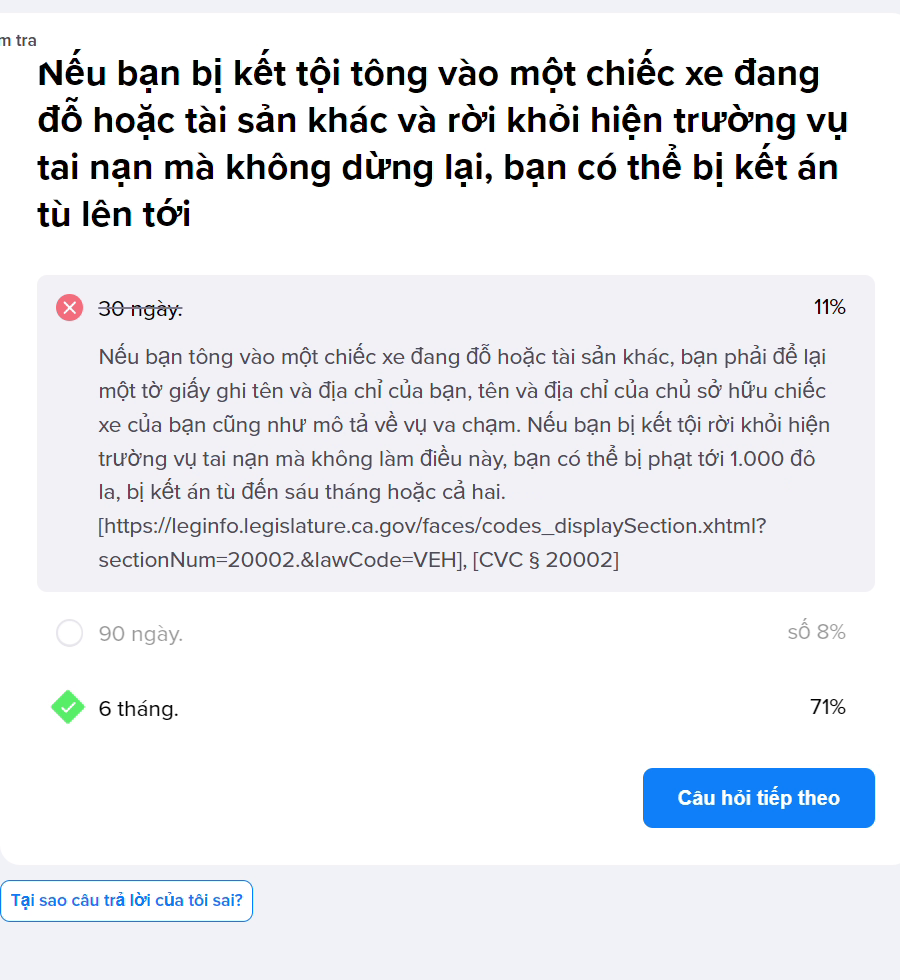 m tra
Nếu bạn bị kết tội tông vào một chiếc xe đang
đỗ hoặc tài sản khác và rời khỏi hiện trường vụ
tai nạn mà không dừng lại, bạn có thể bị kết án
tù lên tới
30 ngày.
11%
Nếu bạn tông vào một chiếc xe đang đỗ hoặc tài sản khác, bạn phải để lại
một tờ giấy ghi tên và địa chỉ của bạn, tên và địa chỉ của chủ sở hữu chiếc
xe của bạn cũng như mô tả về vụ va chạm. Nếu bạn bị kết tội rời khỏi hiện
trường vụ tai nạn mà không làm điều này, bạn có thể bị phạt tới 1.000 đô
la, bị kết án tù đến sáu tháng hoặc cả hai.
[https://leginfo.legislature.ca.gov/faces/codes_displaySection.xhtml?
sectionNum=20002.&lawCode=VEH], [CVC § 20002]
90 ngày.
số 8%
6 tháng.
71%
Câu hỏi tiếp theo
Tại sao câu trả lời của tôi sai?